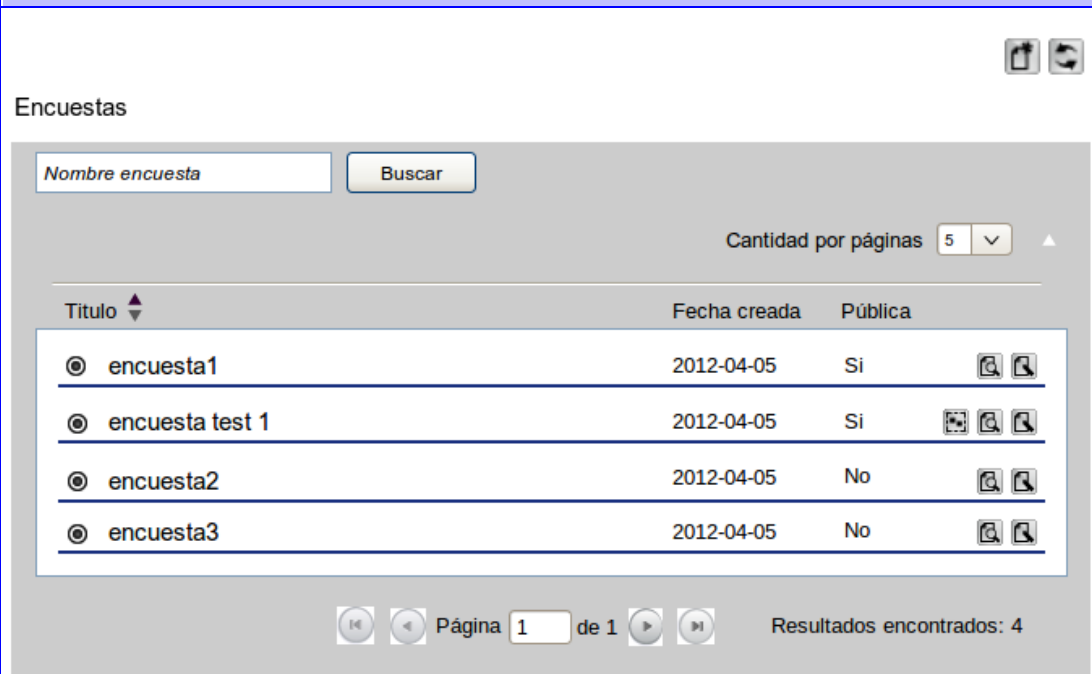 Encuestas
Nombre encuesta Buscar
Cantidad por páginas 5
Titulo Fecha creada Pública
encuesta1 2012-04-05 Si
encuesta test 1 2012-04-05 Si
encuesta2 2012-04-05 No
encuesta3 2012-04-05 No
Página 1 de 1 Resultados encontrados: 4